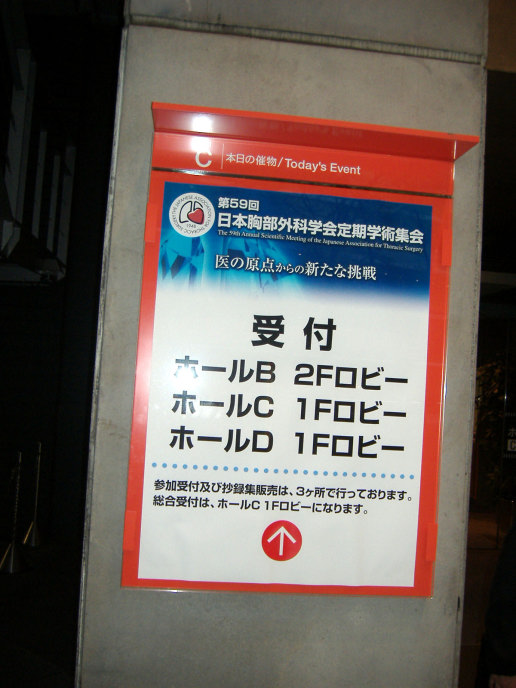 C 本日の催物/Today's Event
第59回
日本胸部外科学会定期学術集会
The 59th Annual Scientific Meeting of the Japanese Association for Thoracic Surgery
医の原点からの新たな挑戦
受付
ホールB 2Fロビー
ホールC 1Fロビー
ホールD 1Fロビー
参加受付及び抄録集販売は、3ヶ所で行っております。
総合受付は、ホールC 1Fロビーになります。